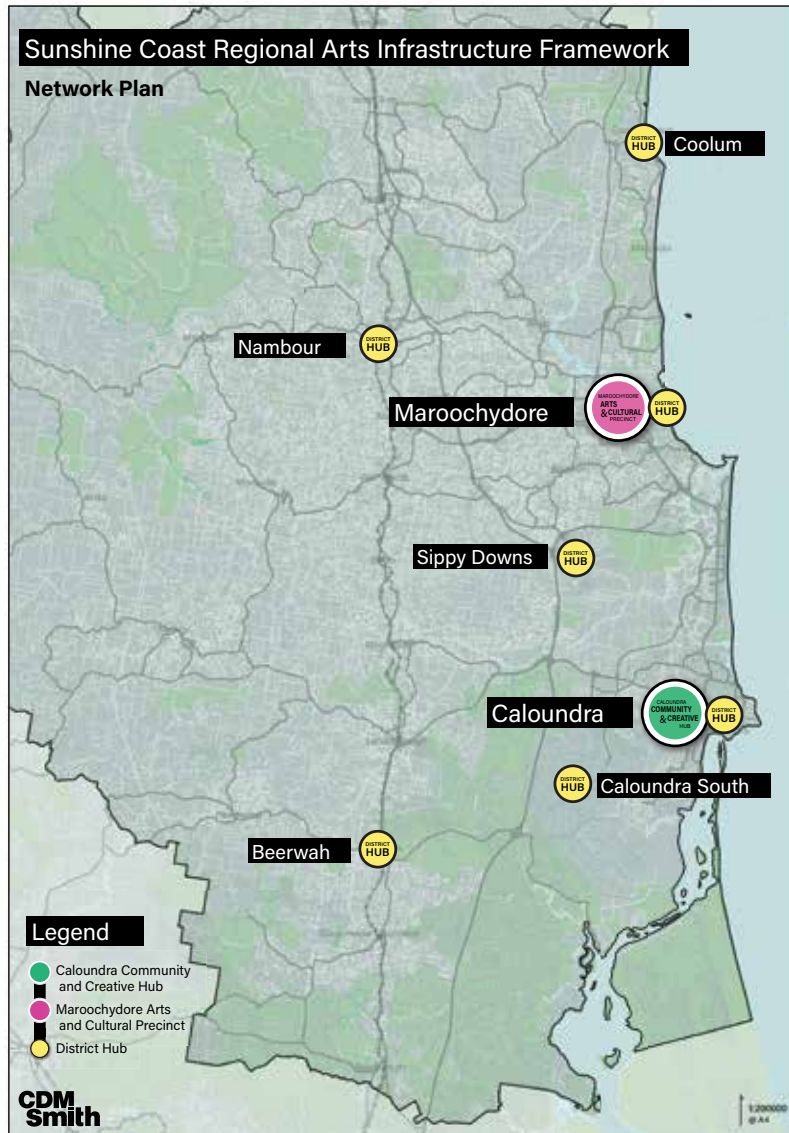 Sunshine Coast Regional Arts Infrastructure Framework
Network Plan
DISTRICT
HUB
Coolum
Nambour
DISTRICT
HUB
Maroochydore
MAROOCHYDORE
ARTS
& CULTURAL
PRECINCT
DISTRICT
HUB
Sippy Downs
DISTRICT
HUB
Caloundra
CALOUNDRA
COMMUNITY
& CREATIVE
HUB
DISTRICT
HUB
DISTRICT
HUB
Caloundra South
Beerwah
DISTRICT
HUB
Legend
Caloundra Community
and Creative Hub
Maroochydore Arts
and Cultural Precinct
District Hub
CDM
Smith
1:200000
@ A4